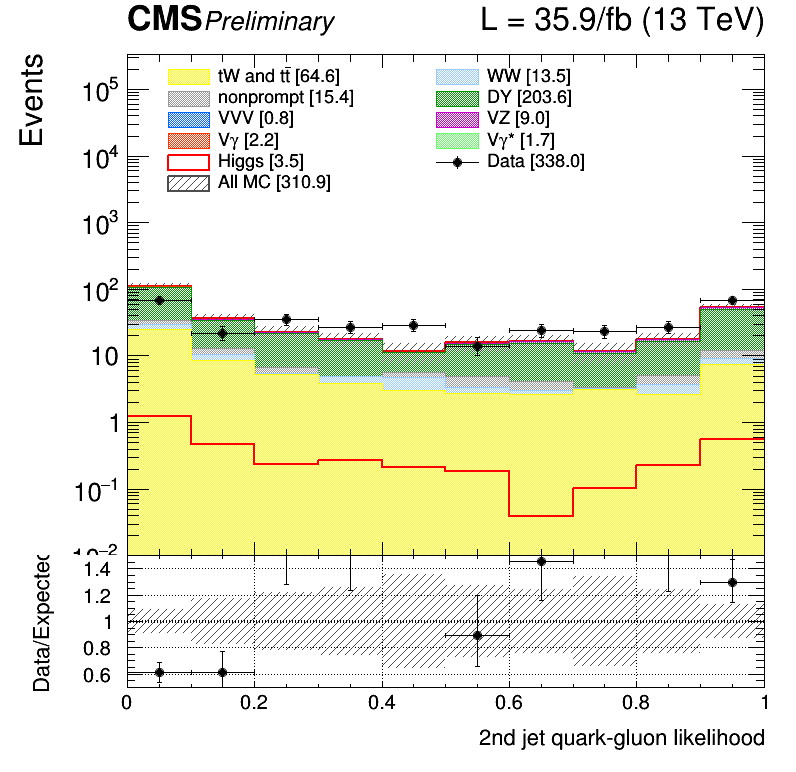 CMS Preliminary L = 35.9/fb (13 TeV)
Events
tW and tt̄ [64.6] WW [13.5]
nonprompt [15.4] DY [203.6]
VVV [0.8] VZ [9.0]
Vγ [2.2] Vγ* [1.7]
Higgs [3.5] Data [338.0]
All MC [310.9]
10⁵
10⁴
10³
10²
10
1
10⁻¹
10⁻²
Data/Expected
1.4
1.2
1
0.8
0.6
0 0.2 0.4 0.6 0.8 1
2nd jet quark-gluon likelihood